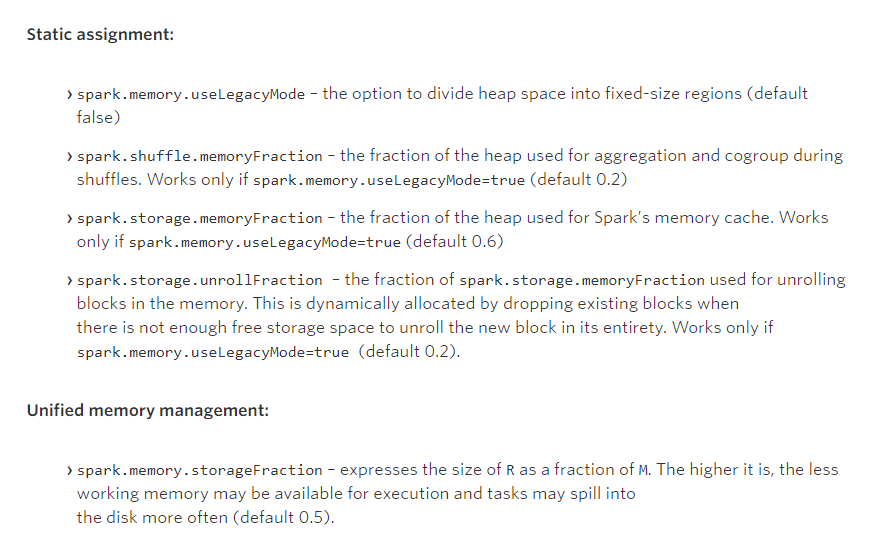 Static assignment:
› spark.memory.useLegacyMode – the option to divide heap space into fixed-size regions (default
false)
› spark.shuffle.memoryFraction – the fraction of the heap used for aggregation and cogroup during
shuffles. Works only if spark.memory.useLegacyMode=true (default 0.2)
› spark.storage.memoryFraction – the fraction of the heap used for Spark’s memory cache. Works
only if spark.memory.useLegacyMode=true (default 0.6)
› spark.storage.unrollFraction – the fraction of spark.storage.memoryFraction used for unrolling
blocks in the memory. This is dynamically allocated by dropping existing blocks when
there is not enough free storage space to unroll the new block in its entirety. Works only if
spark.memory.useLegacyMode=true (default 0.2).
Unified memory management:
› spark.memory.storageFraction – expresses the size of R as a fraction of M. The higher it is, the less
working memory may be available for execution and tasks may spill into
the disk more often (default 0.5).